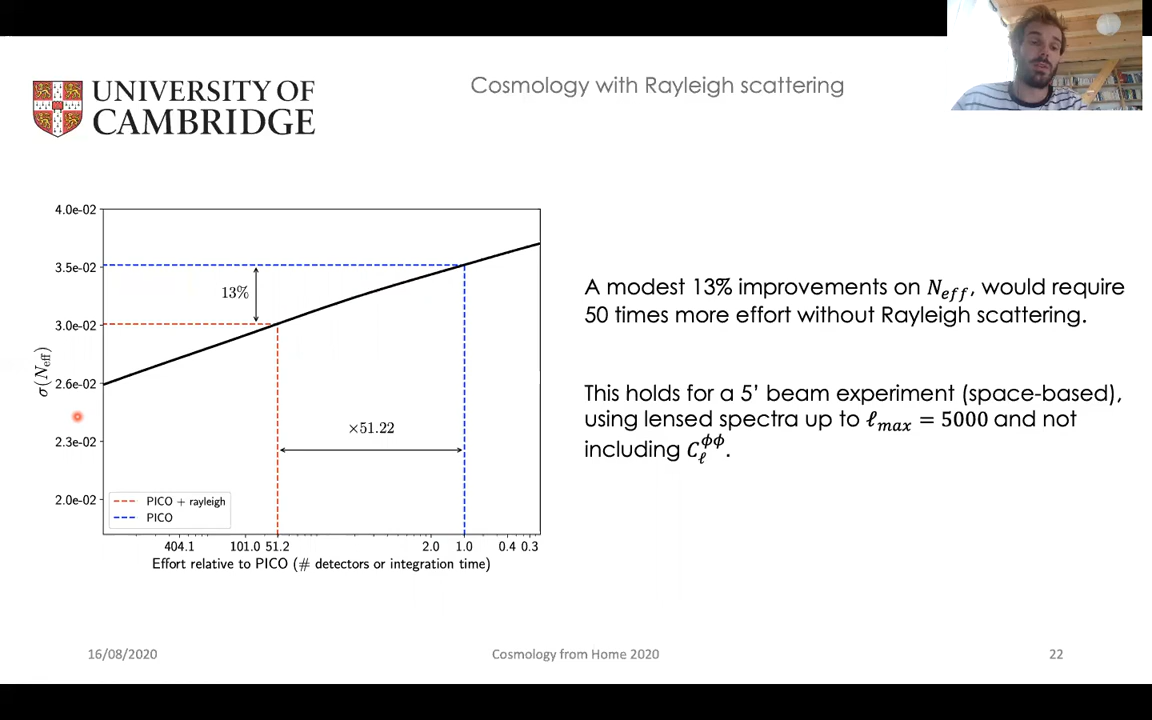 UNIVERSITY OF
CAMBRIDGE
Cosmology with Rayleigh scattering
4.0e-02
3.5e-02
3.0e-02
2.6e-02
2.3e-02
2.0e-02
σ(N_eff)
13%
×51.22
PICO + rayleigh
PICO
404.1 101.0 51.2 2.0 1.0 0.4 0.3
Effort relative to PICO (# detectors or integration time)
A modest 13% improvements on N_eff, would require
50 times more effort without Rayleigh scattering.
This holds for a 5’ beam experiment (space-based),
using lensed spectra up to ℓ_max = 5000 and not
including C_ℓ^ϕϕ.
16/08/2020
Cosmology from Home 2020
22